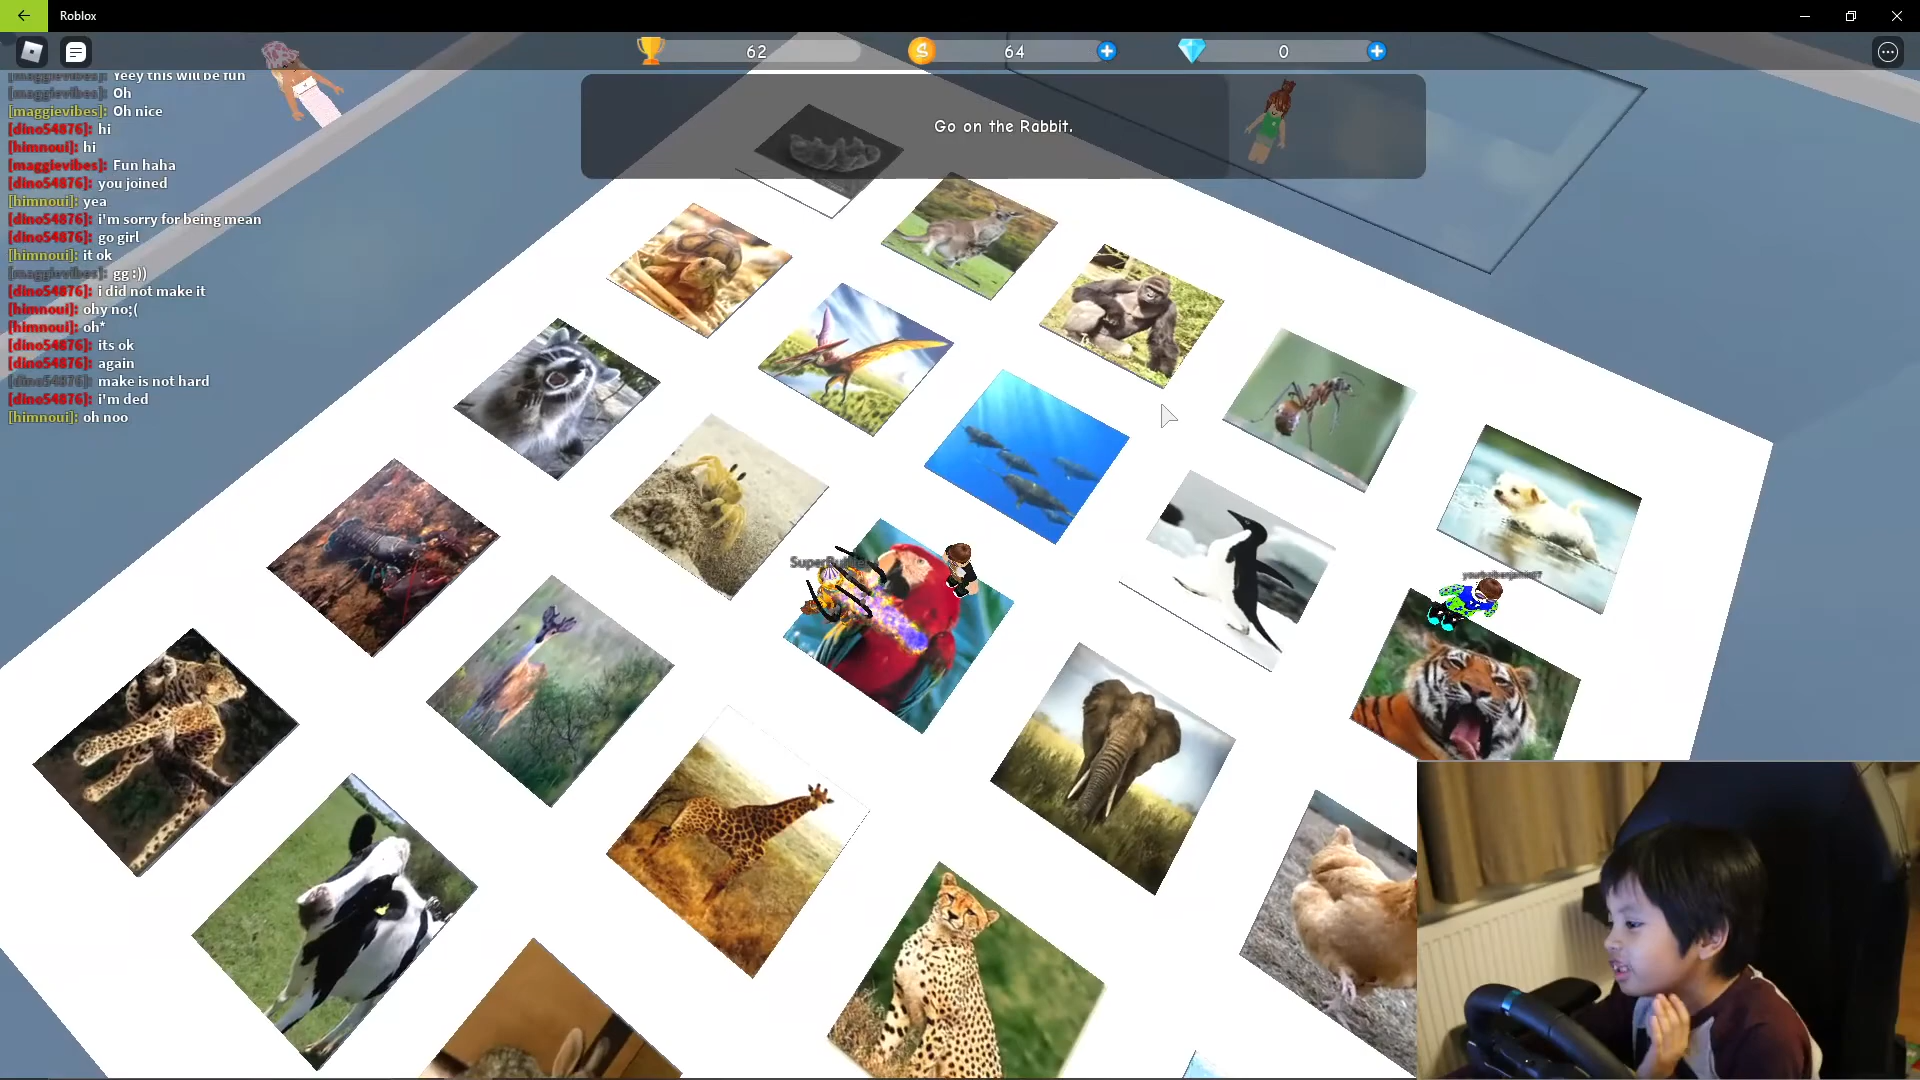 Roblox
62
64
0
Go on the Rabbit.
[maggievibes]: Yeey this will be fun
[maggievibes]: Oh
[maggievibes]: Oh nice
[dino54876]: hi
[himnoui]: hi
[maggievibes]: Fun haha
[dino54876]: you joined
[himnoui]: yea
[dino54876]: i'm sorry for being mean
[dino54876]: go girl
[himnoui]: it ok
[maggievibes]: gg :))
[dino54876]: i did not make it
[himnoui]: ohy no;(
[himnoui]: oh*
[dino54876]: its ok
[dino54876]: again
[dino54876]: make is not hard
[dino54876]: i'm ded
[himnoui]: oh noo